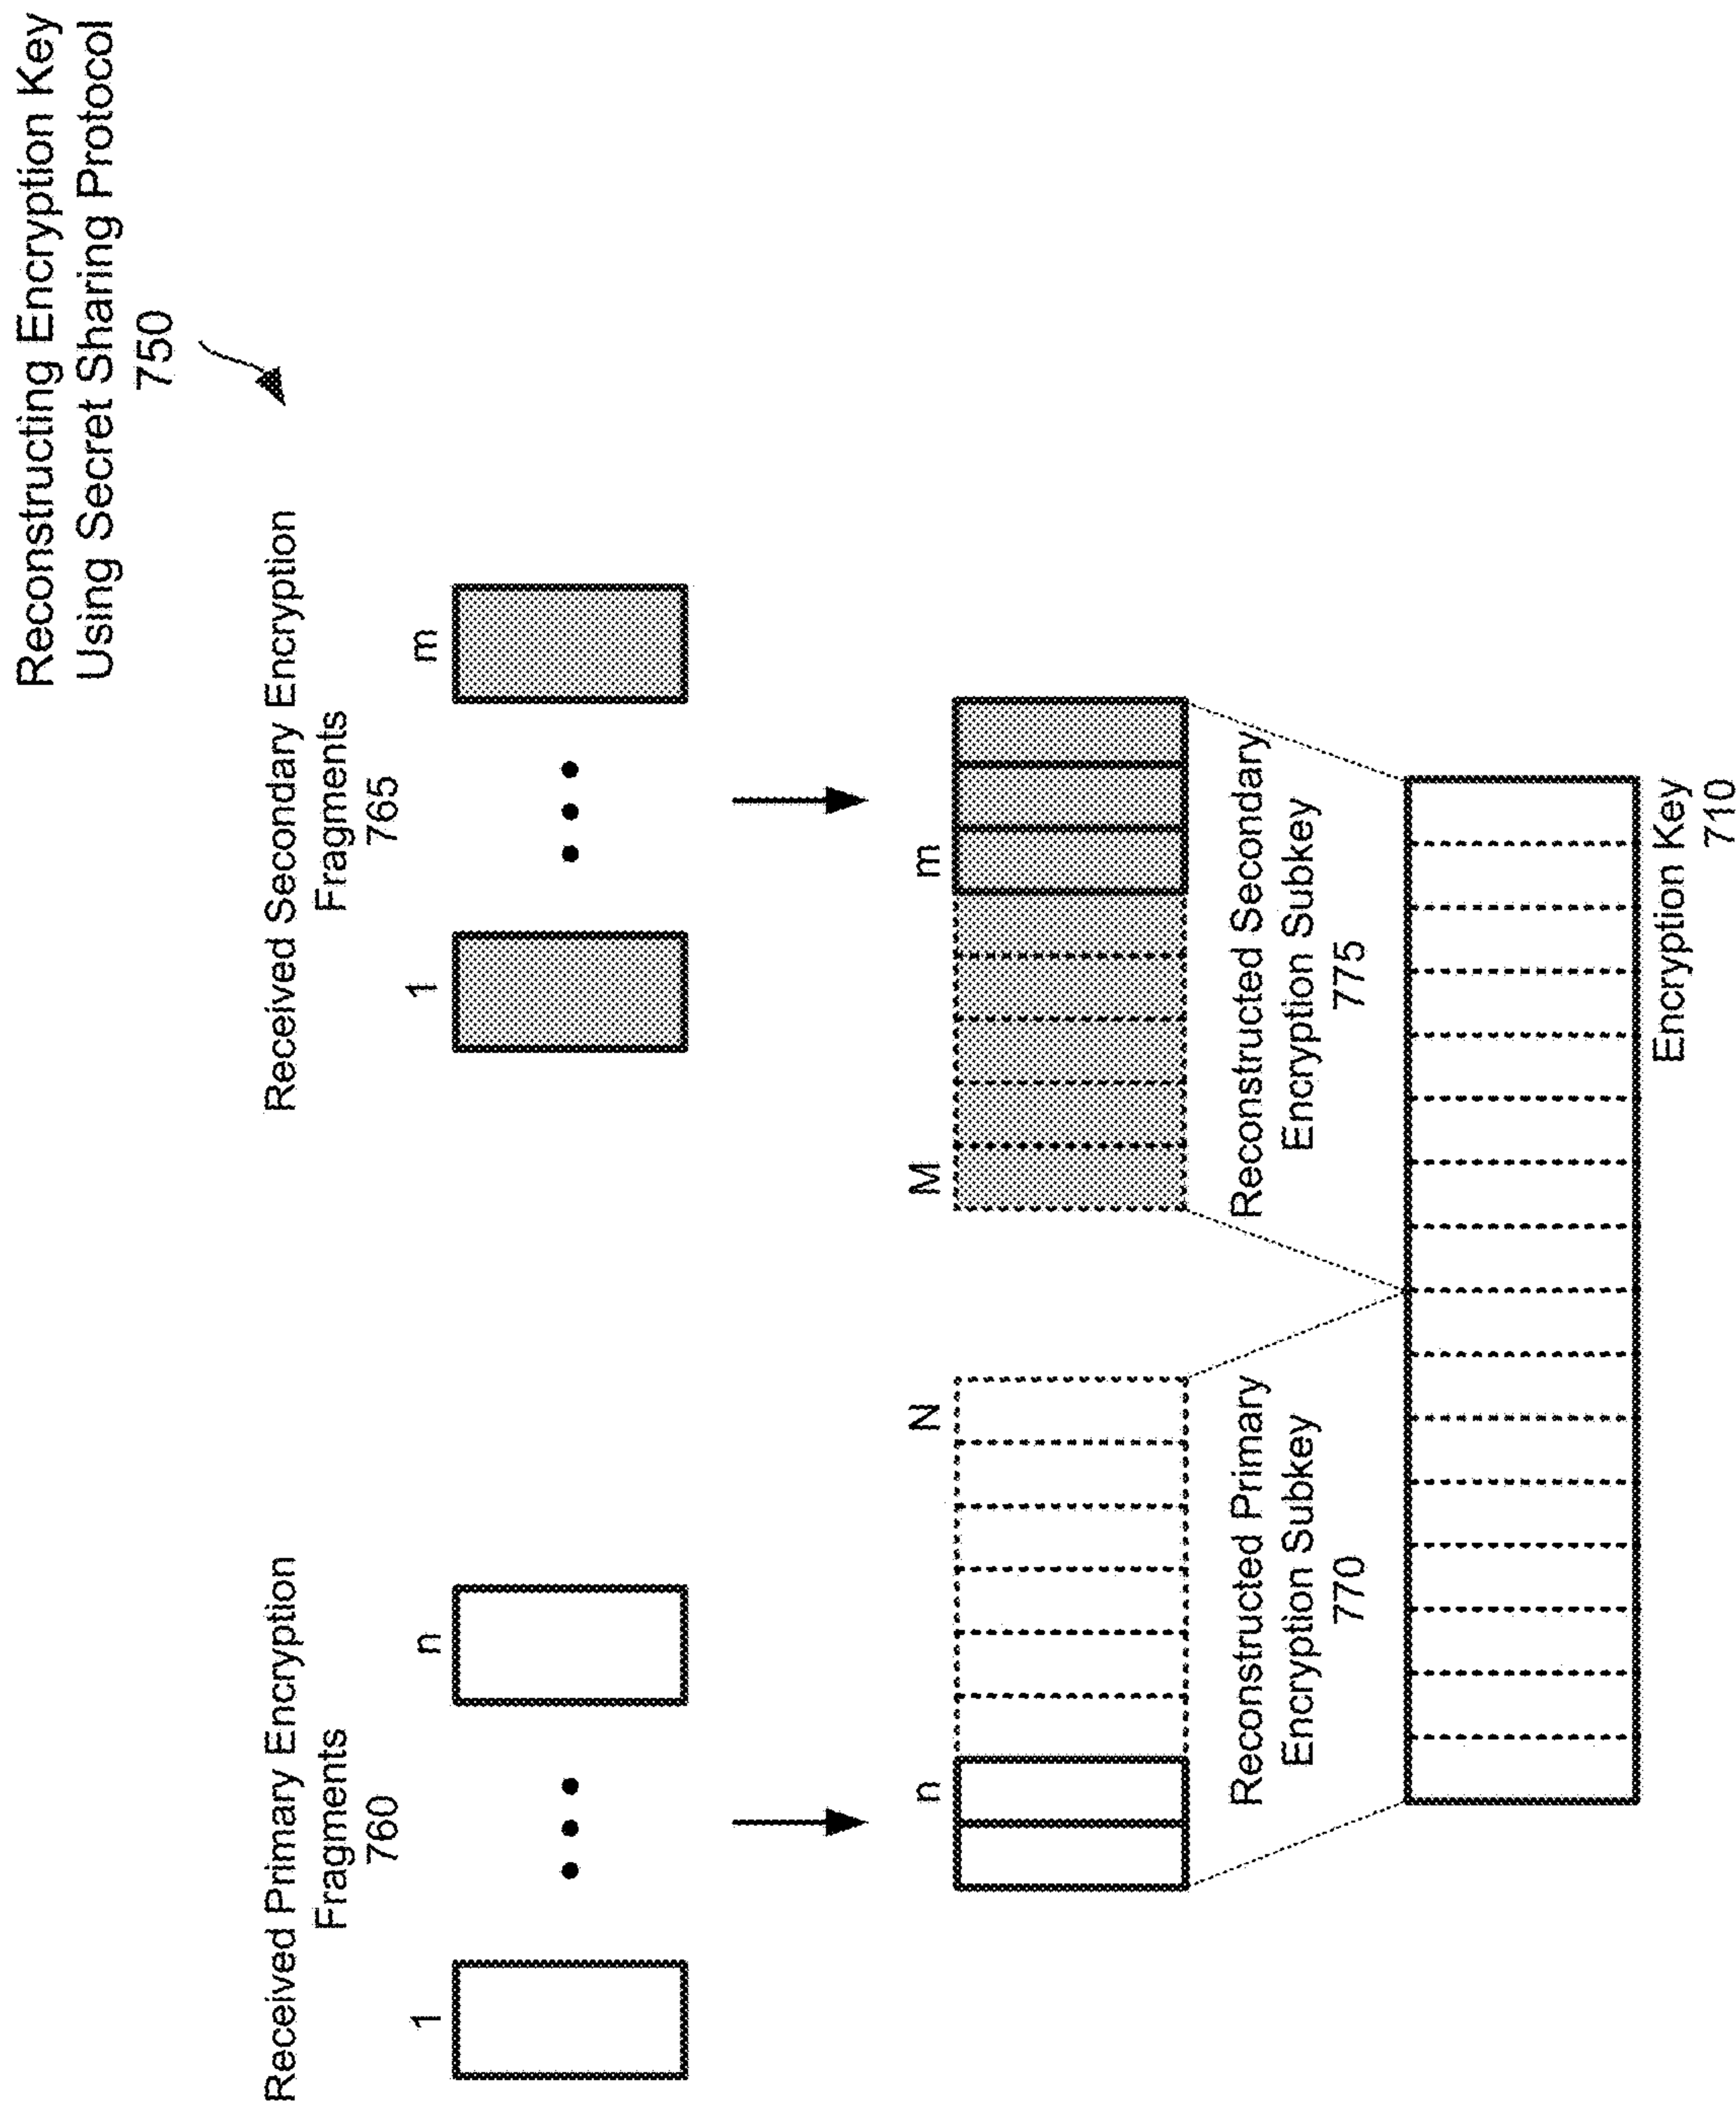 Reconstructing Encryption Key
Using Secret Sharing Protocol
750
Received Primary Encryption
Fragments
760
1
n
Received Secondary Encryption
Fragments
765
1
m
n
N
Reconstructed Primary
Encryption Subkey
770
M
m
Reconstructed Secondary
Encryption Subkey
775
Encryption Key
710